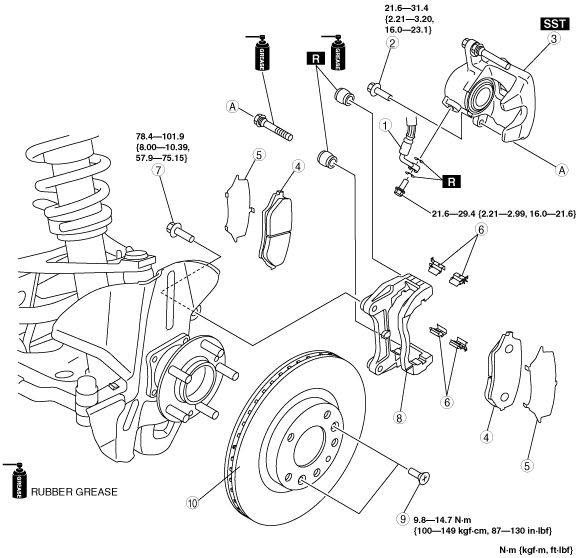 21.6—31.4
{2.21—3.20,
16.0—23.1}
2
SST
3
GREASE
GREASE
R
A
1
78.4—101.9
{8.00—10.39,
57.9—75.15}
7
5
4
A
R
21.6—29.4 {2.21—2.99, 16.0—21.6}
6
6
8
4
5
GREASE
RUBBER GREASE
10
9
9.8—14.7 N·m
{100—149 kgf·cm, 87—130 in·lbf}
N·m {kgf·m, ft·lbf}